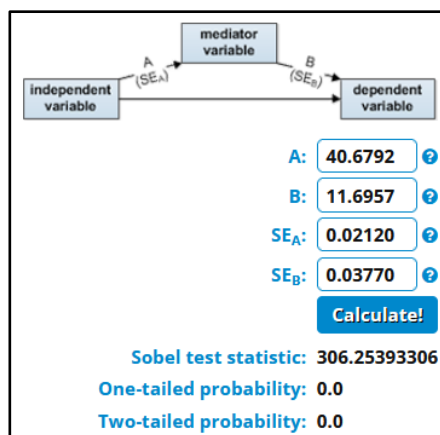 mediator
variable
A
(SEA)
B
(SEB)
independent
variable
dependent
variable
A: 40.6792
B: 11.6957
SEA: 0.02120
SEB: 0.03770
Calculate!
Sobel test statistic: 306.25393306
One-tailed probability: 0.0
Two-tailed probability: 0.0